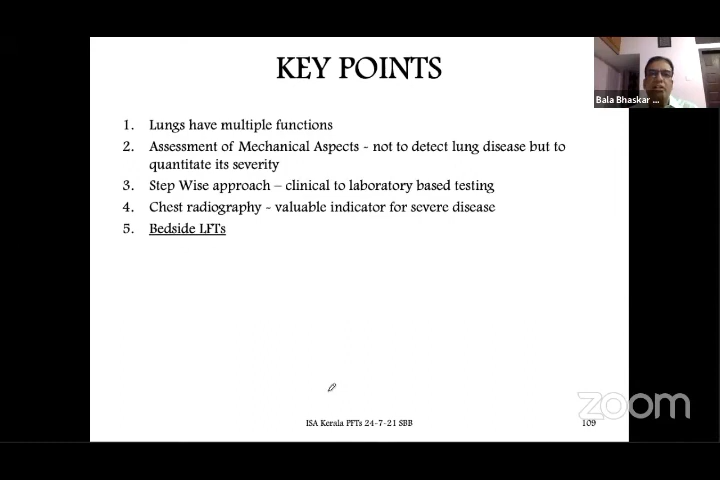 KEY POINTS
Bala Bhaskar ...
1. Lungs have multiple functions
2. Assessment of Mechanical Aspects - not to detect lung disease but to
quantitate its severity
3. Step Wise approach – clinical to laboratory based testing
4. Chest radiography - valuable indicator for severe disease
5. Bedside LFTs
zoom
ISA Kerala PFTs 24-7-21 SBB
109